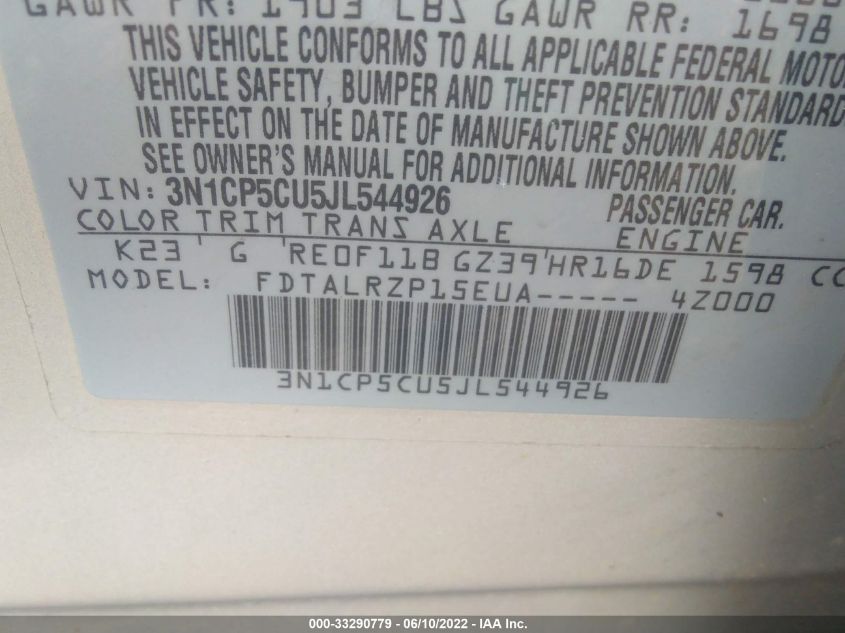 GAWR FR: 1903 LBS GAWR RR: 1698
THIS VEHICLE CONFORMS TO ALL APPLICABLE FEDERAL MOTO
VEHICLE SAFETY, BUMPER AND THEFT PREVENTION STANDARD
IN EFFECT ON THE DATE OF MANUFACTURE SHOWN ABOVE.
SEE OWNER'S MANUAL FOR ADDITIONAL INFORMATION.
VIN: 3N1CP5CU5JL544926 PASSENGER CAR.
COLOR TRIM TRANS AXLE ENGINE
K23 ' G 'RE0F11B GZ39'HR16DE 1598 CC
MODEL: FDTALRZP15EUA----- 4Z000
3N1CP5CU5JL544926
000-33290779 - 06/10/2022 - IAA Inc.